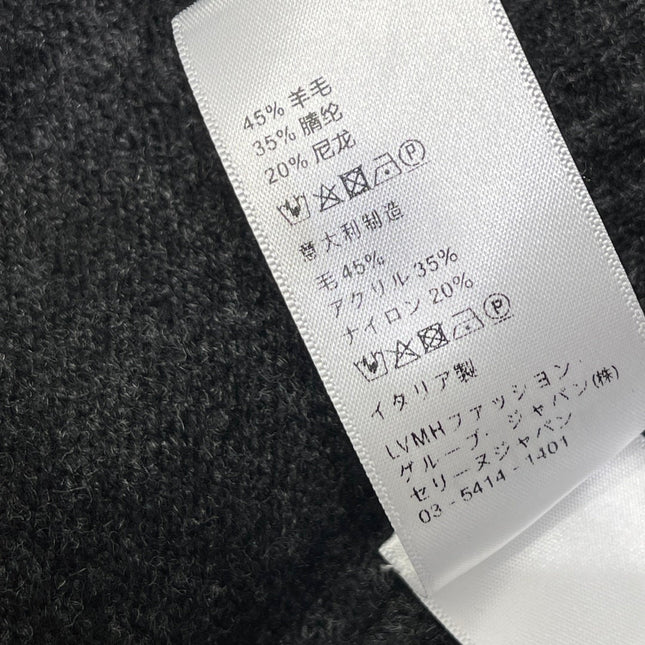 45% 羊毛
35% 腈纶
20% 尼龙
意大利制造
毛 45%
アクリル 35%
ナイロン 20%
イタリア製
LVMHファッション
グループ・ジャパン(株)
セリーヌジャパン
03-5414-1401